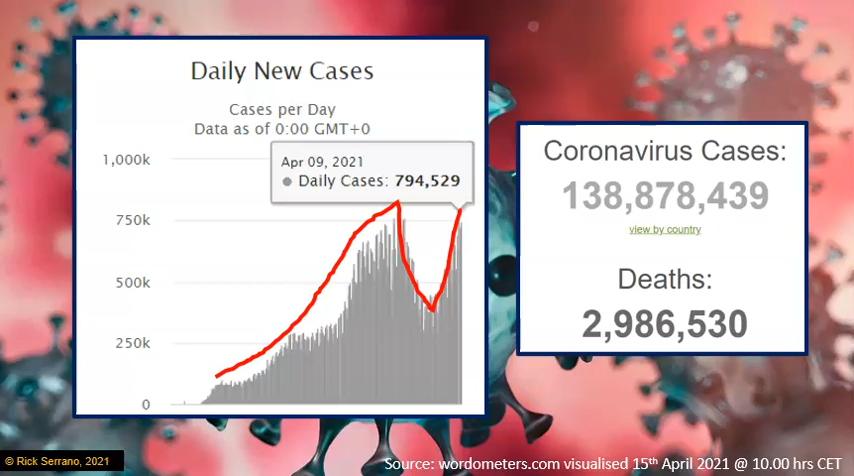 Daily New Cases
Cases per Day
Data as of 0:00 GMT+0
Apr 09, 2021
Daily Cases: 794,529
1,000k
750k
500k
250k
0
Coronavirus Cases:
138,878,439
view by country
Deaths:
2,986,530
© Rick Serrano, 2021
Source: wordometers.com visualised 15th April 2021 @ 10.00 hrs CET